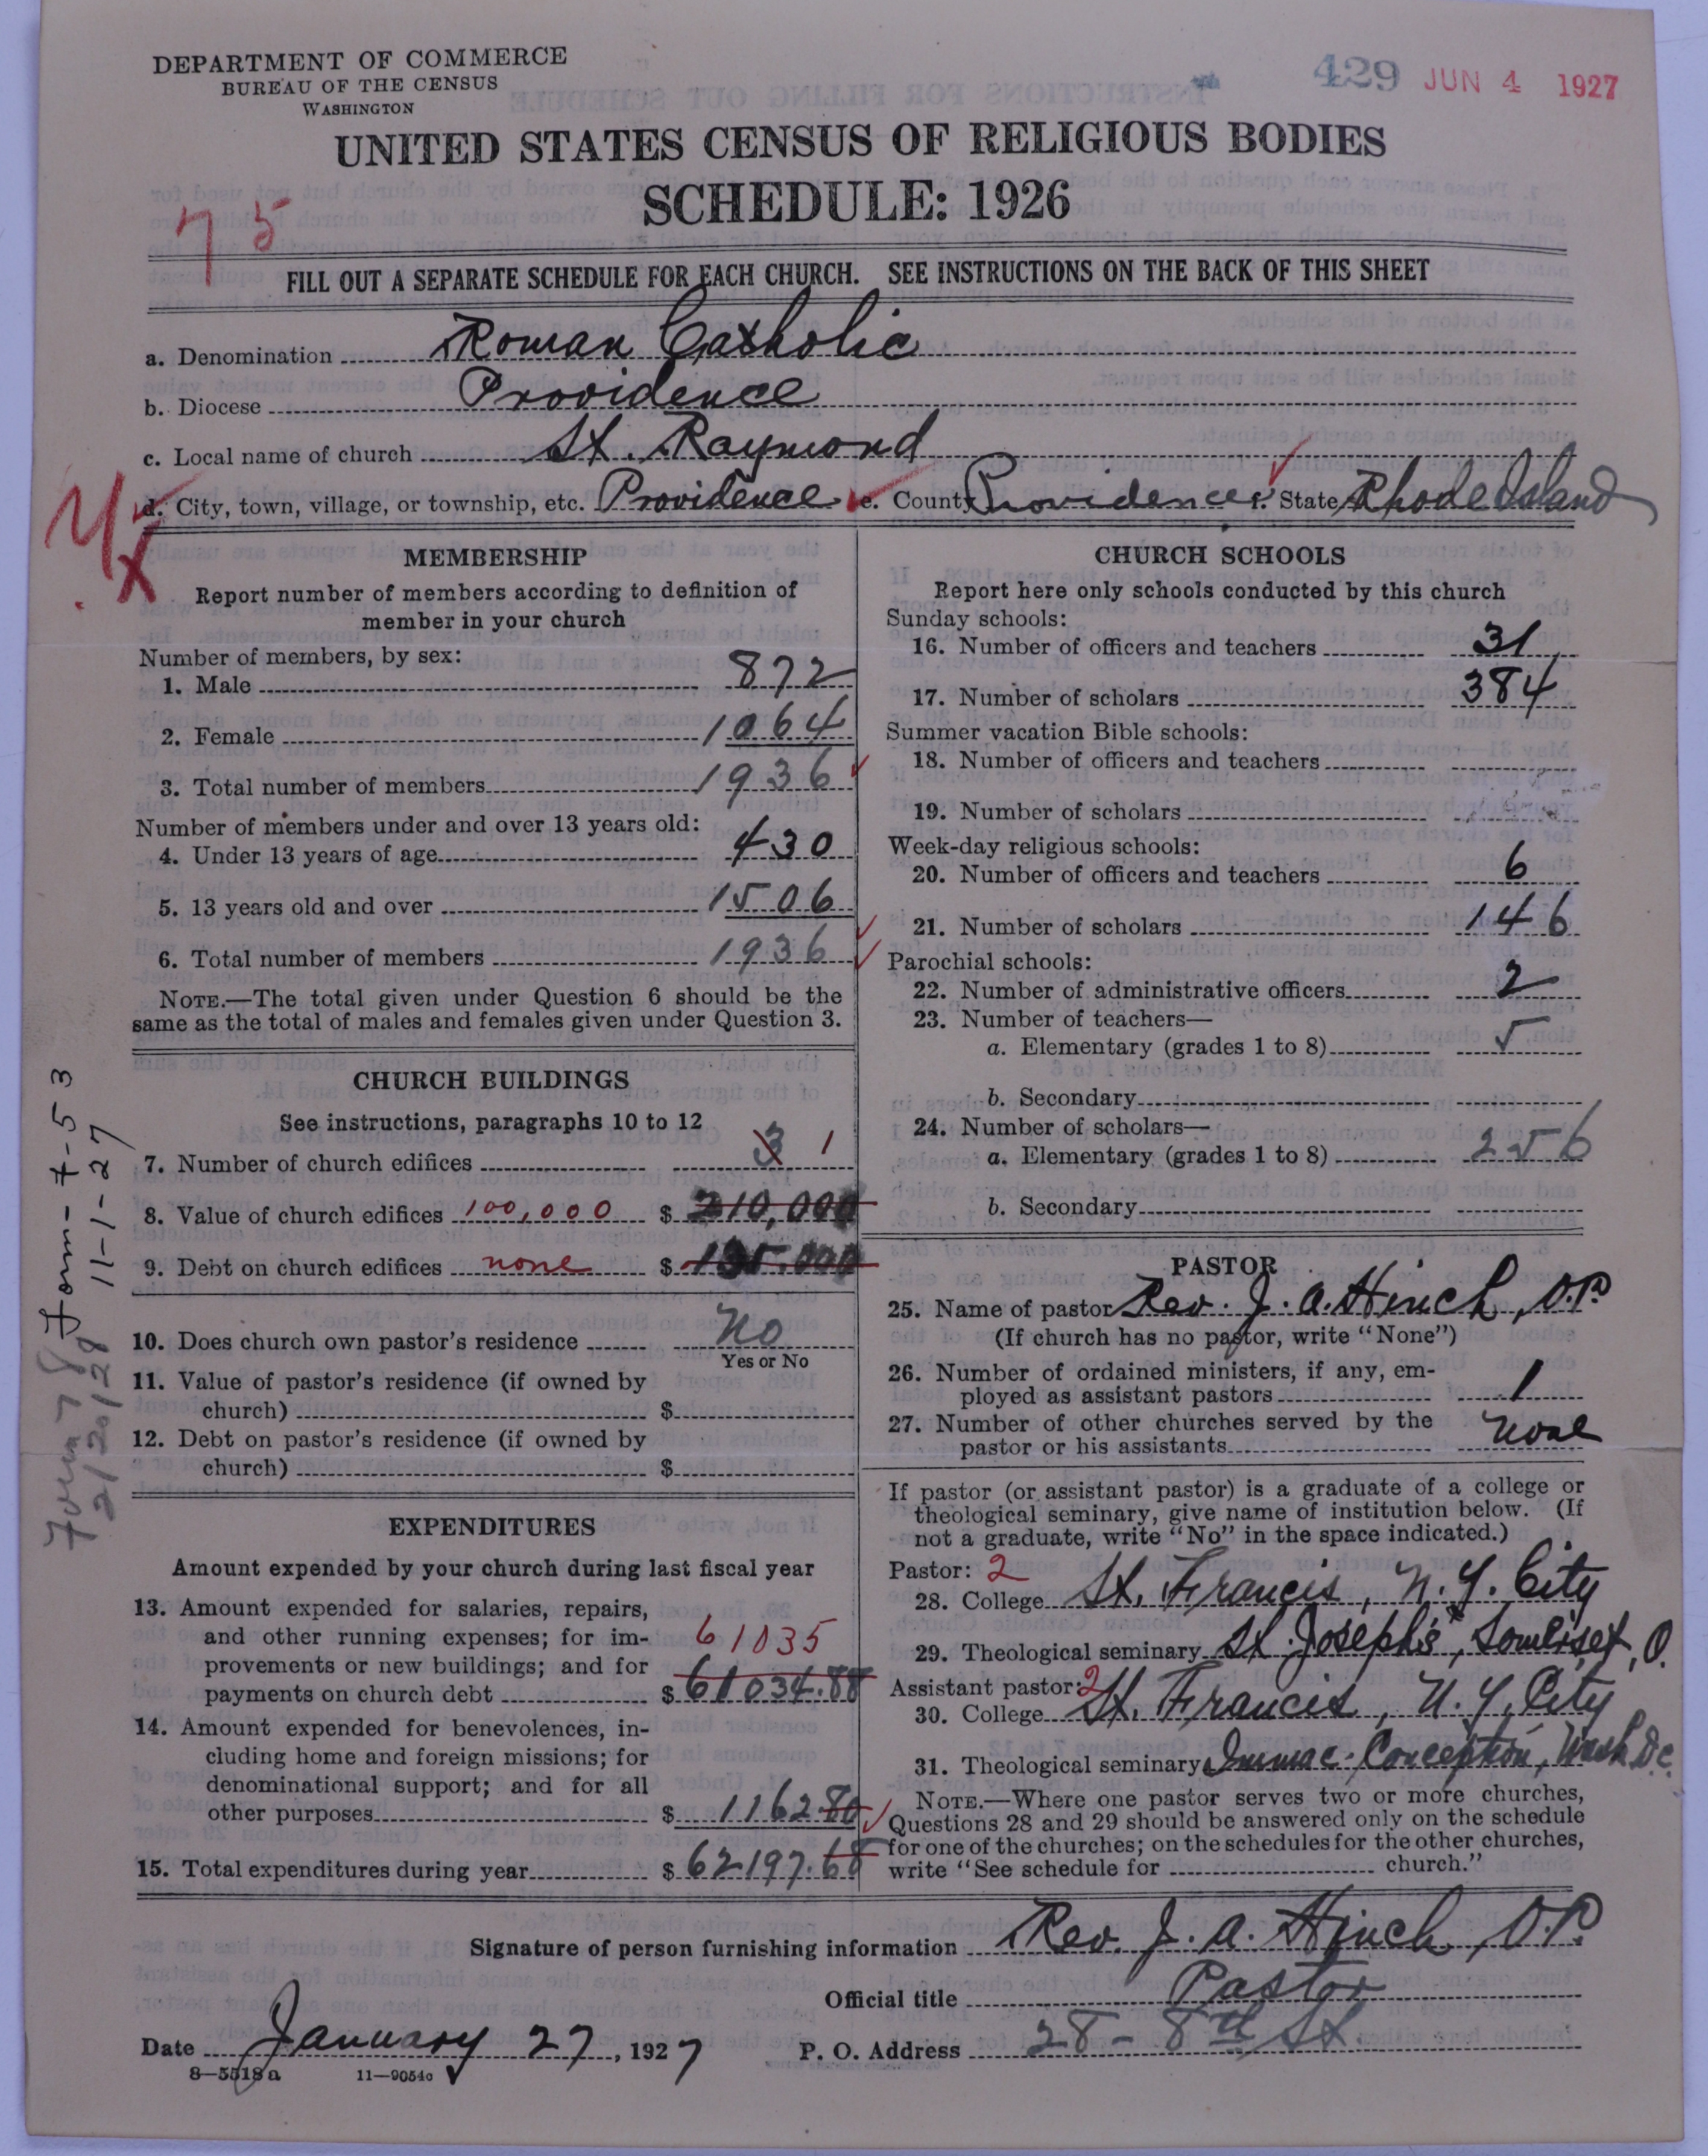 DEPARTMENT OF COMMERCE
BUREAU OF THE CENSUS
WASHINGTON
429 JUN 4 1927
UNITED STATES CENSUS OF RELIGIOUS BODIES
SCHEDULE: 1926
75
FILL OUT A SEPARATE SCHEDULE FOR EACH CHURCH. SEE INSTRUCTIONS ON THE BACK OF THIS SHEET
a. Denomination Roman Catholic
b. Diocese Providence
c. Local name of church St. Raymond
d. City, town, village, or township, etc. Providence e. County Providence f. State Rhode Island
MEMBERSHIP
Report number of members according to definition of
member in your church
Number of members, by sex:
1. Male 872
2. Female 1064
3. Total number of members 1936
Number of members under and over 13 years old:
4. Under 13 years of age 430
5. 13 years old and over 1506
6. Total number of members 1936
NOTE.—The total given under Question 6 should be the
same as the total of males and females given under Question 3.
CHURCH BUILDINGS
See instructions, paragraphs 10 to 12
7. Number of church edifices 3 1
8. Value of church edifices 100,000 $ 210,000
9. Debt on church edifices none $ 135,000
10. Does church own pastor's residence No
Yes or No
11. Value of pastor's residence (if owned by
church) $
12. Debt on pastor's residence (if owned by
church) $
EXPENDITURES
Amount expended by your church during last fiscal year
13. Amount expended for salaries, repairs,
and other running expenses; for im- 61035
provements or new buildings; and for
payments on church debt $ 61034.88
14. Amount expended for benevolences, in-
cluding home and foreign missions; for
denominational support; and for all
other purposes $ 1162.80
15. Total expenditures during year $ 62197.68
CHURCH SCHOOLS
Report here only schools conducted by this church
Sunday schools:
16. Number of officers and teachers 31
17. Number of scholars 384
Summer vacation Bible schools:
18. Number of officers and teachers
19. Number of scholars
Week-day religious schools:
20. Number of officers and teachers 6
21. Number of scholars 146
Parochial schools:
22. Number of administrative officers 2
23. Number of teachers—
a. Elementary (grades 1 to 8) 5
b. Secondary
24. Number of scholars—
a. Elementary (grades 1 to 8) 256
b. Secondary
PASTOR
25. Name of pastor Rev. J. A. Hinch, O.P.
(If church has no pastor, write "None")
26. Number of ordained ministers, if any, em-
ployed as assistant pastors 1
27. Number of other churches served by the
pastor or his assistants None
If pastor (or assistant pastor) is a graduate of a college or
theological seminary, give name of institution below. (If
not a graduate, write "No" in the space indicated.)
Pastor: 2
28. College St. Francis, N.Y. City
29. Theological seminary St. Joseph's, Somerset, O.
Assistant pastor: 2
30. College St. Francis, N.Y. City
31. Theological seminary Immac. Conception, Wash D.C.
NOTE.—Where one pastor serves two or more churches,
Questions 28 and 29 should be answered only on the schedule
for one of the churches; on the schedules for the other churches,
write "See schedule for church."
Signature of person furnishing information Rev. J. A. Hinch, O.P.
Official title Pastor
Date January 27, 1927 P. O. Address 28 - 8th St.
8—5518a 11—9054c
Form-7-53
11-1-27
Form 7
2/20/28